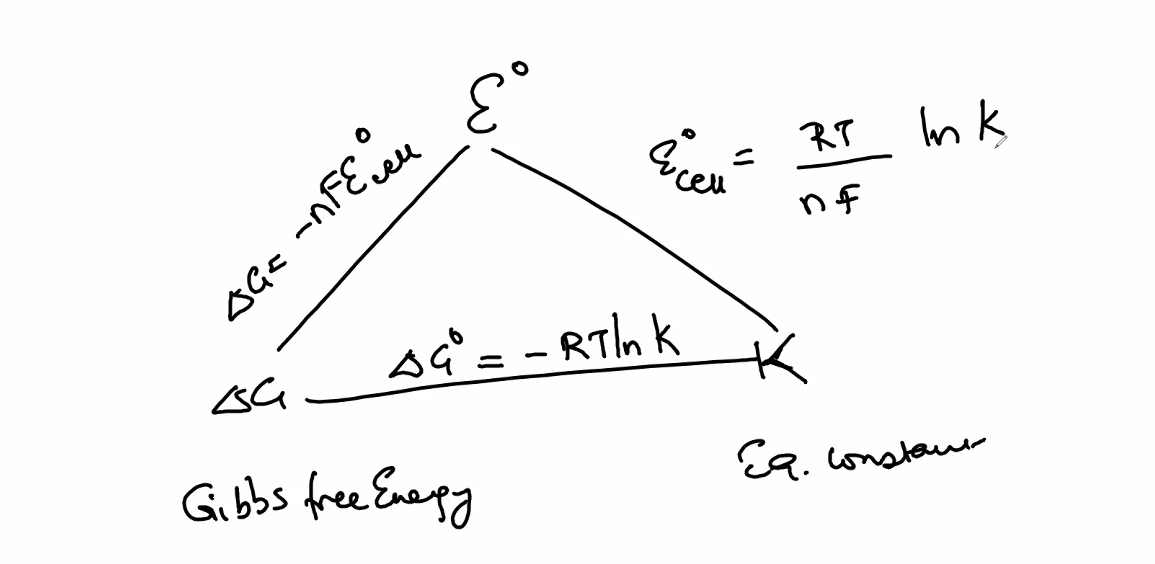 ℰ°
ΔG = -nFℰ°cell
ℰ°cell = RT/nF ln K
ΔG° = - RT ln K
ΔG
K
Eq. constant
Gibbs free Energy